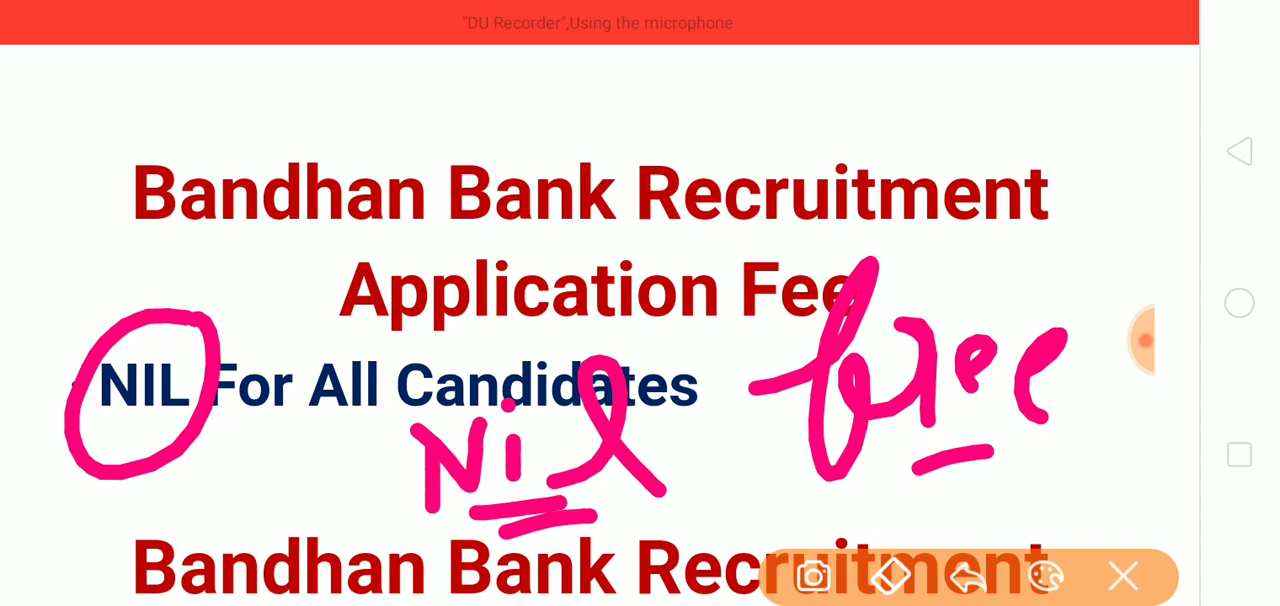 "DU Recorder",Using the microphone
Bandhan Bank Recruitment
Application Fee
NIL For All Candidates
Nil
free
Bandhan Bank Recruitment